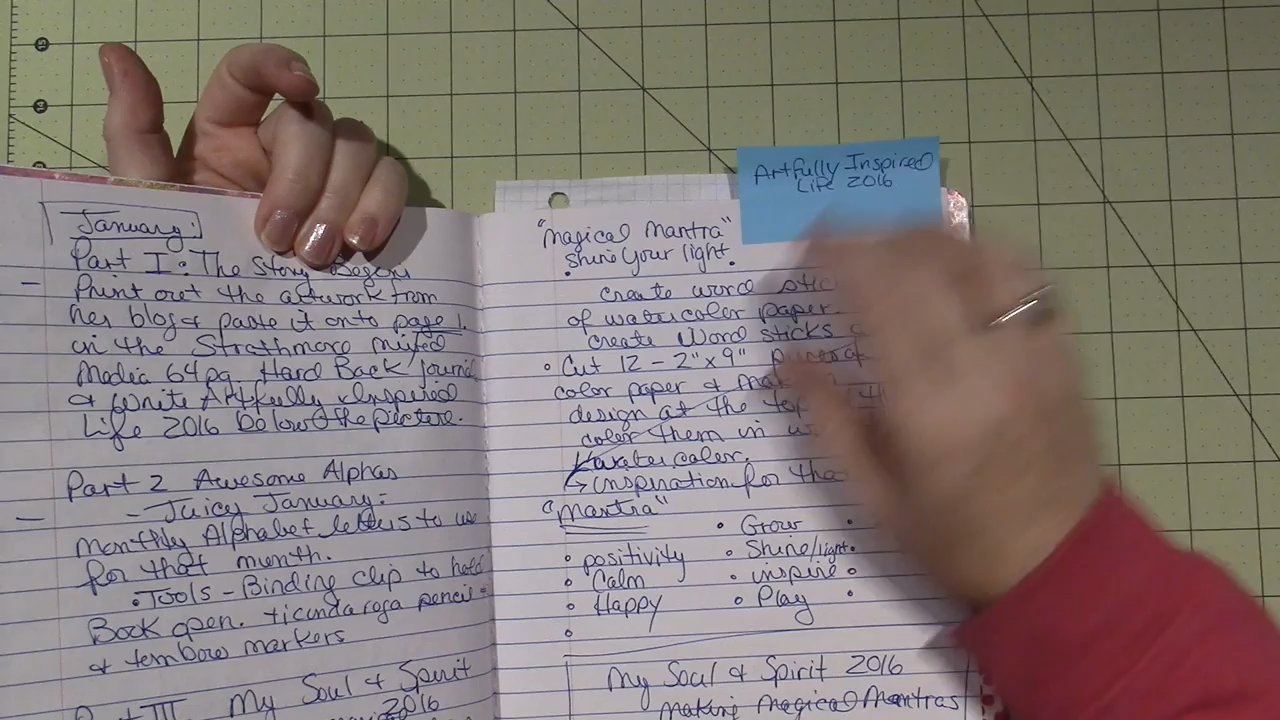 January:
Part I: The Story Begins
– Print out the artwork from
her blog & paste it onto page 1.
in the Strathmore mixed
Media 64pg Hard Back Journal
& write Artfully Inspired
Life 2016 below the picture.
Part 2 Awesome Alphas
- Juicy January:
– Monthly Alphabet letters to use
for that month.
• Tools - Binding clip to hold
Book open. ticonderoga pencil
& tombow markers
Part III My Soul & Spirit
2016
Artfully Inspired
Life 2016
"Magical Mantra"
• Shine your light.
Create word
of watercolor paper.
Create Word sticks
• Cut 12 - 2" x 9"
color paper &
design at the top
color them in
watercolor.
inspiration for
"Mantra"
• positivity
• Calm
• Happy
•
• Grow •
• Shine/light •
• inspire •
• Play •
My Soul & Spirit 2016
Making Magical Mantras
13
14